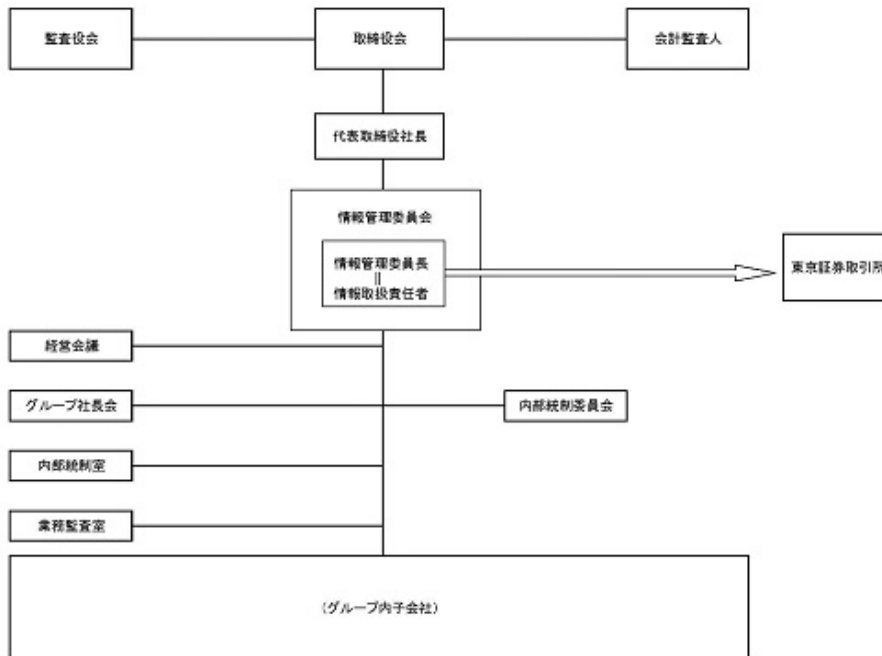 監査役会
取締役会
会計監査人
代表取締役社長
情報管理委員会
情報管理委員長
||
情報取扱責任者
東京証券取引所
経営会議
グループ社長会
内部統制委員会
内部統制室
業務監査室
(グループ内子会社)